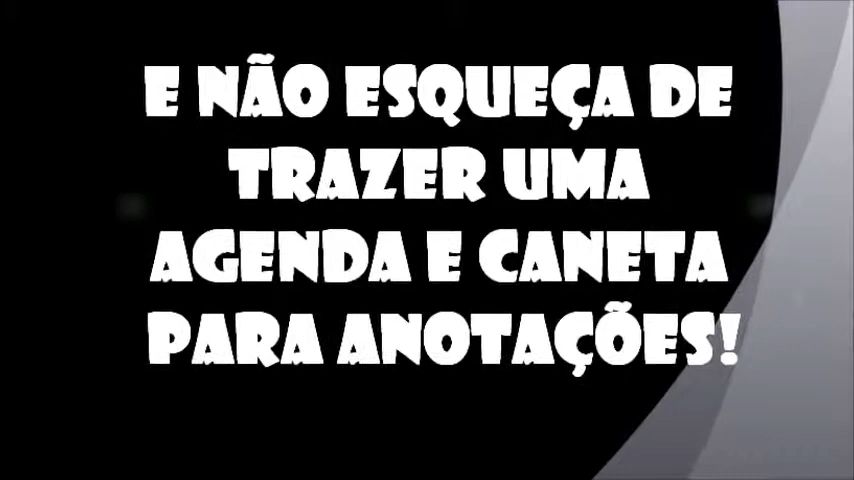 E NÃO ESQUEÇA DE
TRAZER UMA
AGENDA E CANETA
PARA ANOTAÇÕES!